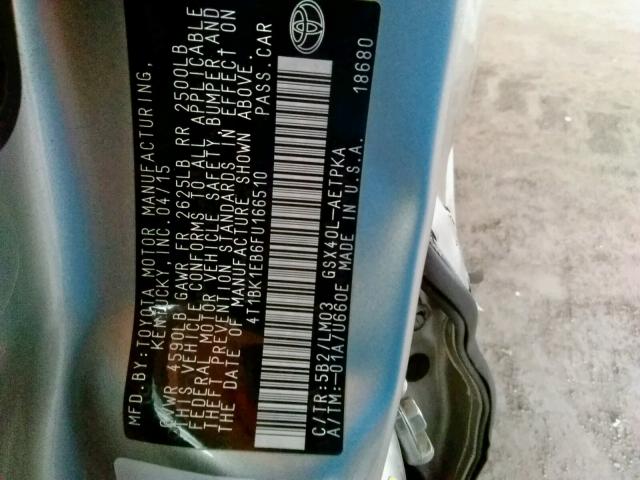 MFD. BY: TOYOTA MOTOR MANUFACTURING,
KENTUCKY INC. 04/15
GVWR 4590LB GAWR FR 2625LB RR 2500LB
THIS VEHICLE CONFORMS TO ALL APPLICABLE
FEDERAL MOTOR VEHICLE SAFETY, BUMPER AND
THEFT PREVENTION STANDARDS IN EFFECT ON
THE DATE OF MANUFACTURE SHOWN ABOVE.
4T1BK1EB6FU166510 PASS. CAR
C/TR: 5B2/LM03 GSX40L-AETPKA
A/TM: -01A/U660E MADE IN U.S.A. 18680